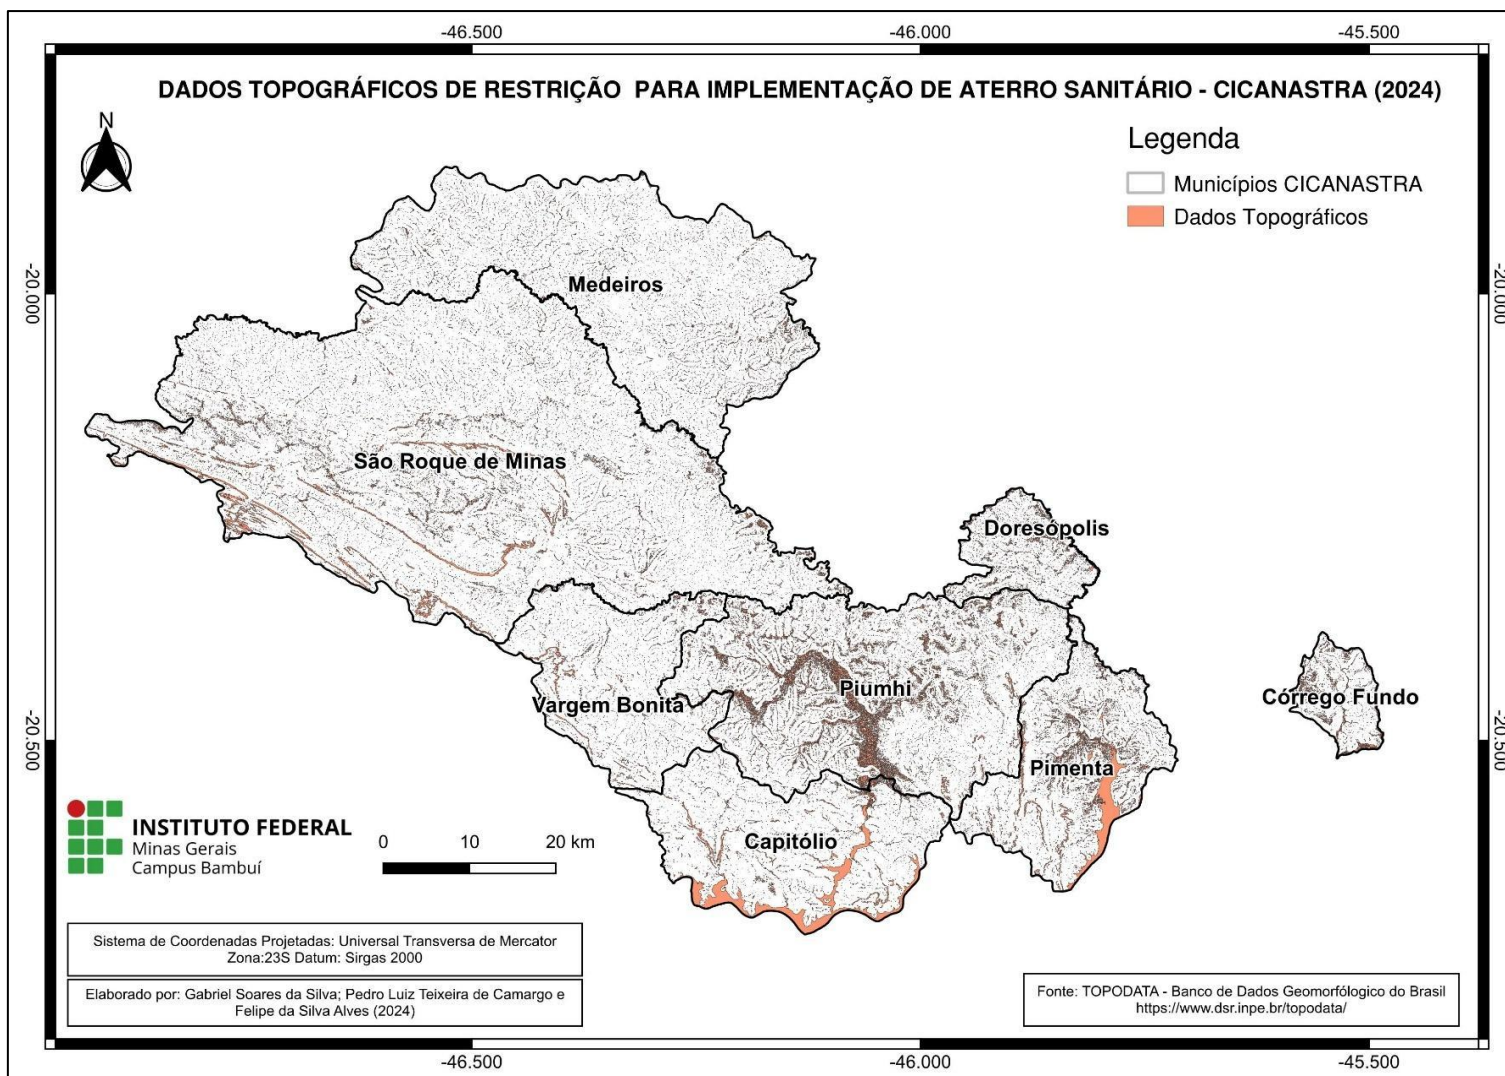 -46.500
-46.000
-45.500
DADOS TOPOGRÁFICOS DE RESTRIÇÃO PARA IMPLEMENTAÇÃO DE ATERRO SANITÁRIO - CICANASTRA (2024)
N
Legenda
Municípios CICANASTRA
Dados Topográficos
-20.000
-20.000
Medeiros
São Roque de Minas
Doresópolis
Piumhi
Córrego Fundo
Vargem Bonita
-20.500
-20.500
Pimenta
Capitólio
INSTITUTO FEDERAL
Minas Gerais
Campus Bambuí
0 10 20 km
Sistema de Coordenadas Projetadas: Universal Transversa de Mercator
Zona:23S Datum: Sirgas 2000
Elaborado por: Gabriel Soares da Silva; Pedro Luiz Teixeira de Camargo e
Felipe da Silva Alves (2024)
Fonte: TOPODATA - Banco de Dados Geomorfólogico do Brasil
https://www.dsr.inpe.br/topodata/
-46.500
-46.000
-45.500